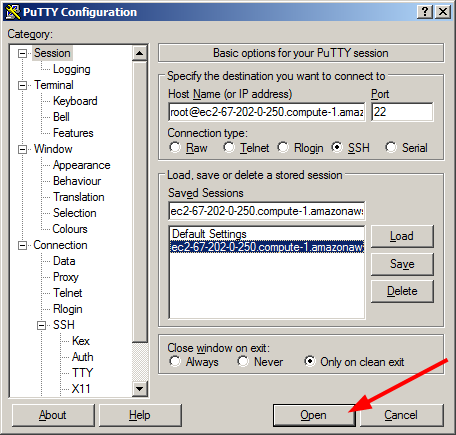 PuTTY Configuration
Category:
Session
Logging
Terminal
Keyboard
Bell
Features
Window
Appearance
Behaviour
Translation
Selection
Colours
Connection
Data
Proxy
Telnet
Rlogin
SSH
Kex
Auth
TTY
X11
Basic options for your PuTTY session
Specify the destination you want to connect to
Host Name (or IP address) Port
root@ec2-67-202-0-250.compute-1.amaz 22
Connection type:
Raw Telnet Rlogin SSH Serial
Load, save or delete a stored session
Saved Sessions
ec2-67-202-0-250.compute-1.amazonaws
Default Settings
ec2-67-202-0-250.compute-1.amazonaws
Load
Save
Delete
Close window on exit:
Always Never Only on clean exit
About Help Open Cancel